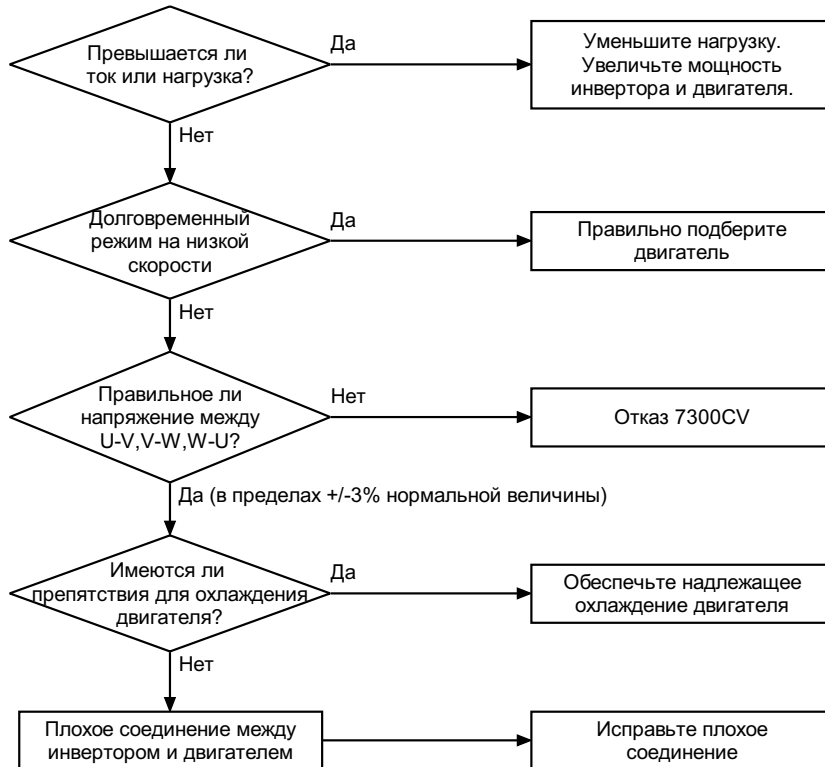 Превышается ли
ток или нагрузка?
Да
Уменьшите нагрузку.
Увеличьте мощность
инвертора и двигателя.
Нет
Долговременный
режим на низкой
скорости
Да
Правильно подберите
двигатель
Нет
Правильное ли
напряжение между
U-V,V-W,W-U?
Нет
Отказ 7300CV
Да (в пределах +/-3% нормальной величины)
Имеются ли
препятствия для охлаждения
двигателя?
Да
Обеспечьте надлежащее
охлаждение двигателя
Нет
Плохое соединение между
инвертором и двигателем
Исправьте плохое
соединение